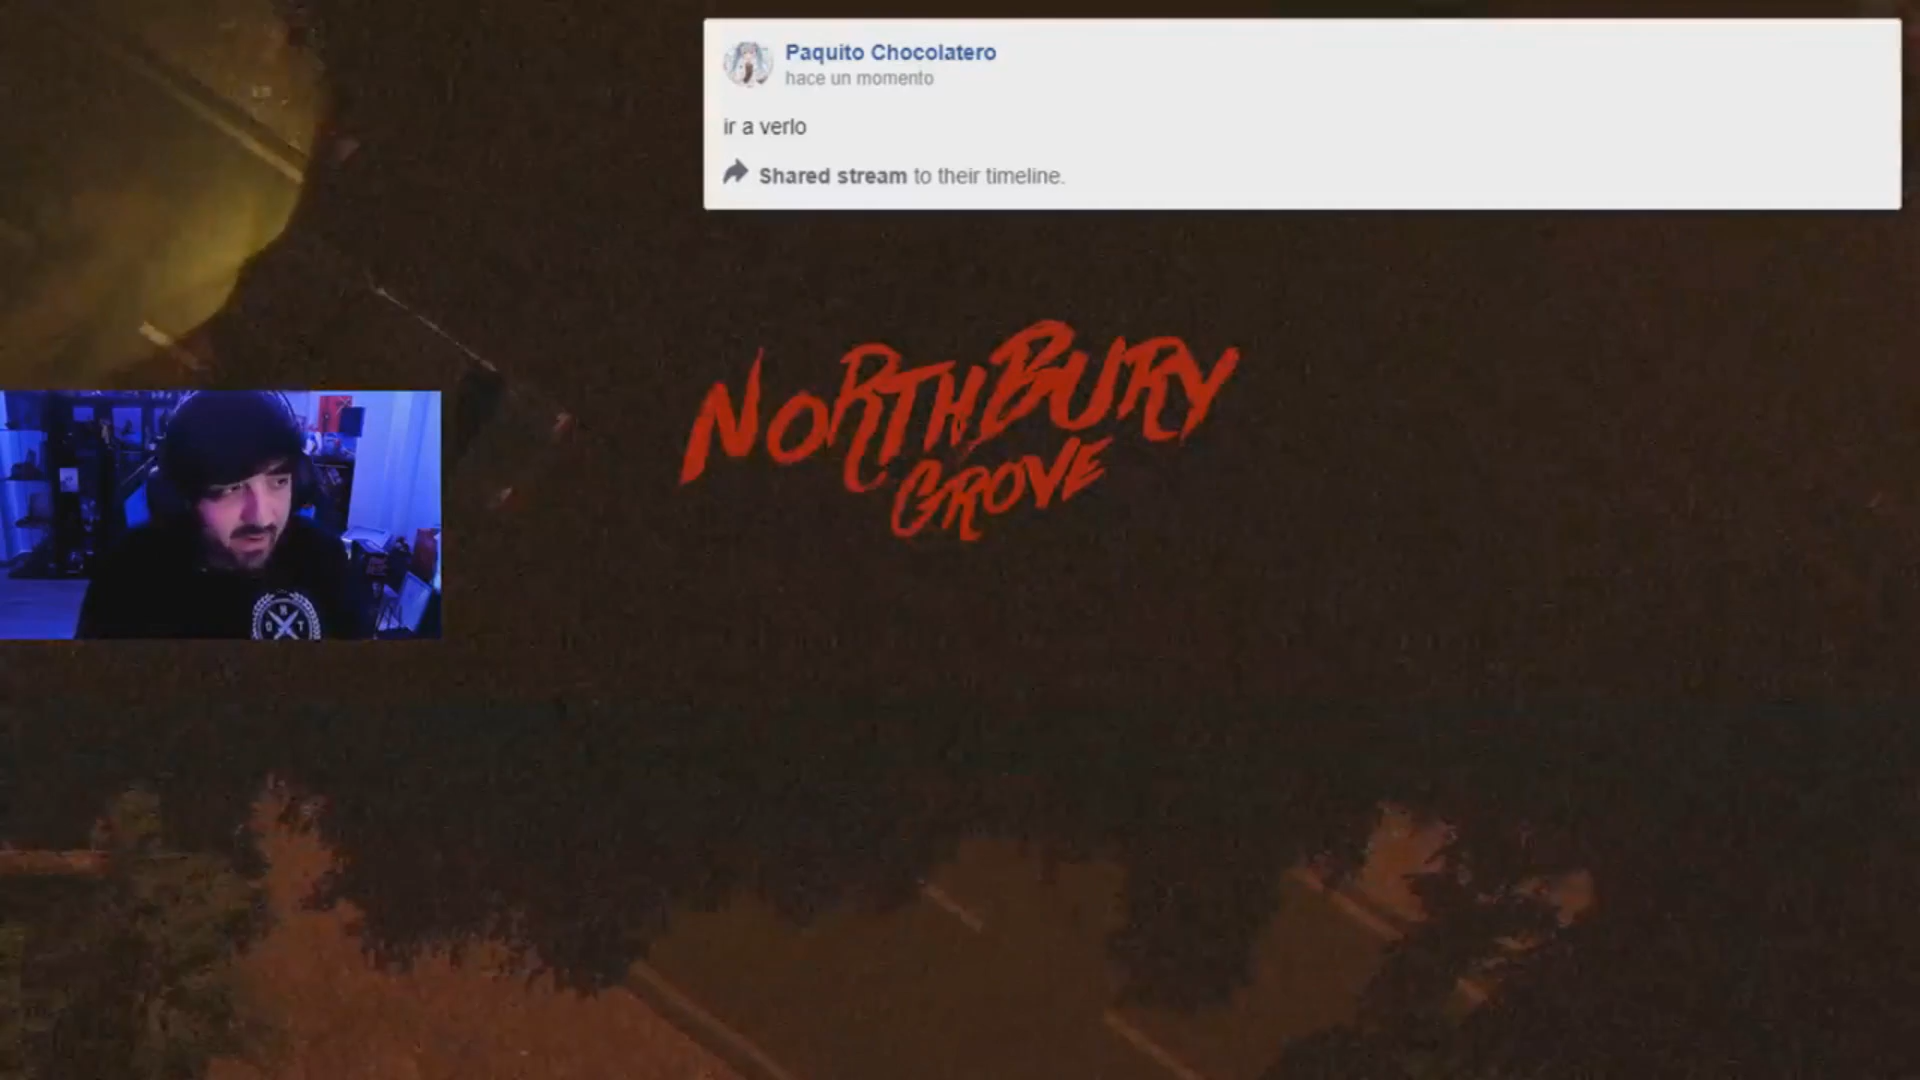 Paquito Chocolatero
hace un momento
ir a verlo
Shared stream to their timeline.
NORTHBURY
GROVE